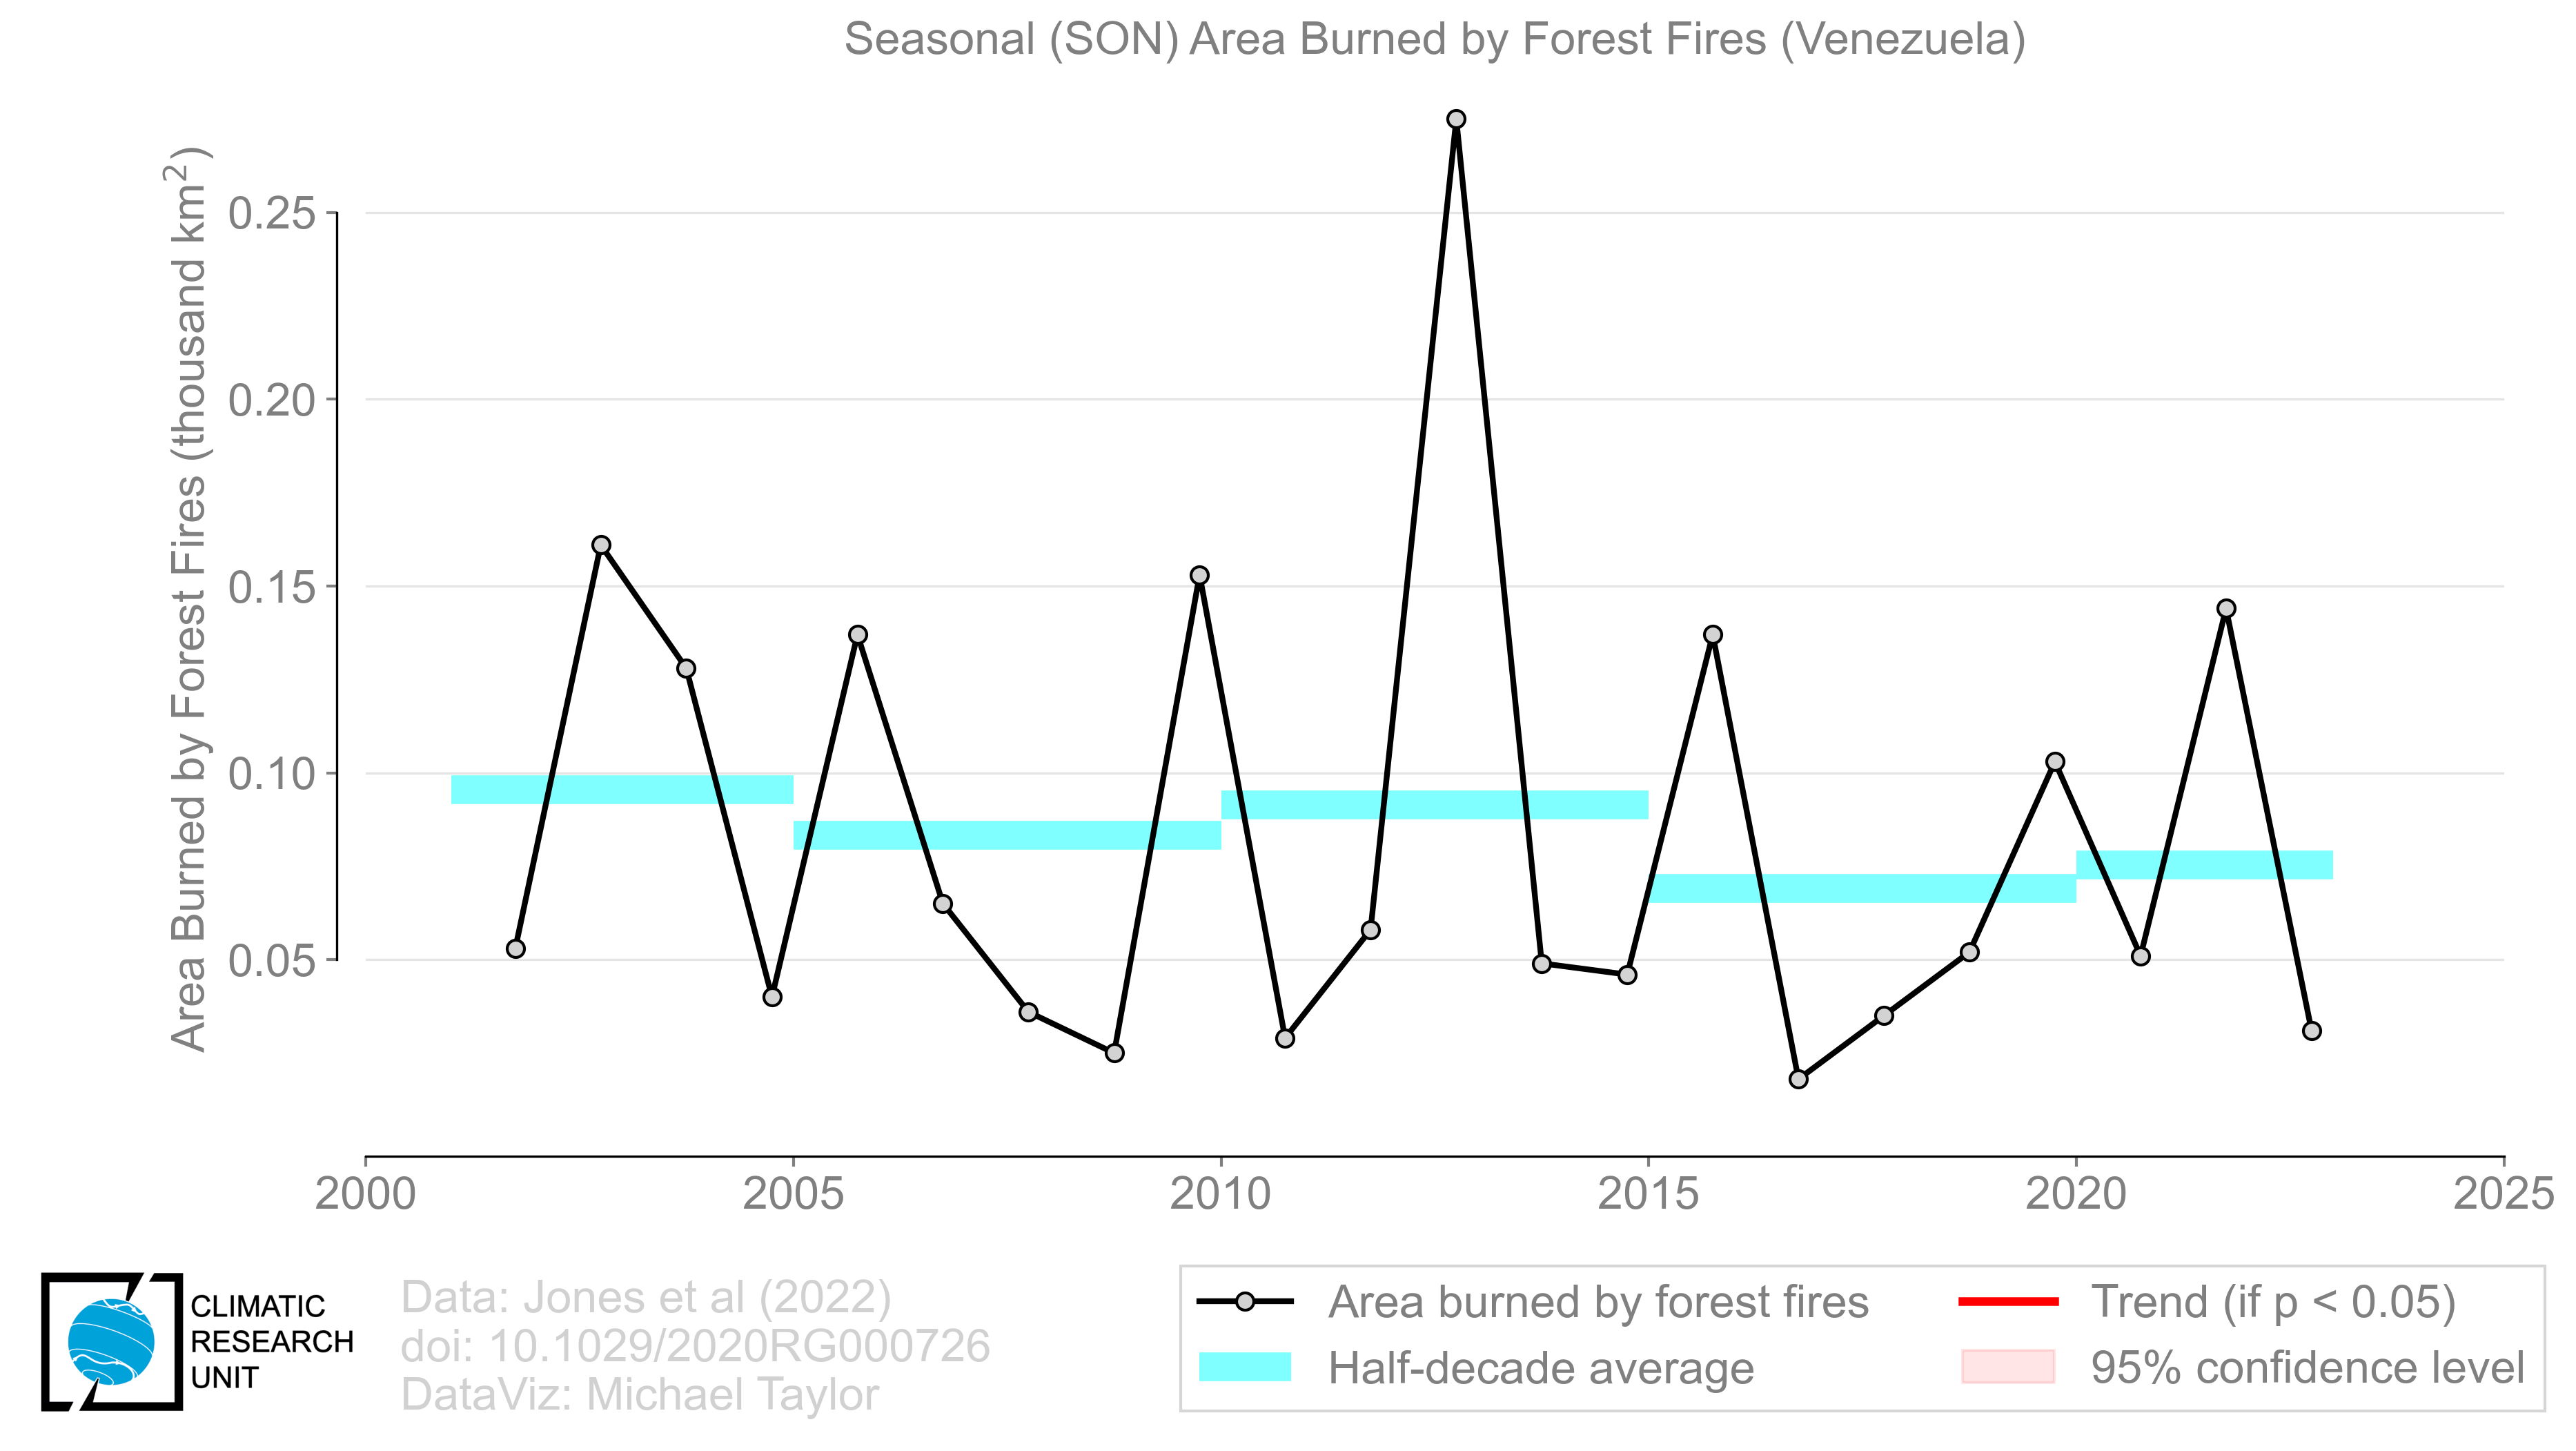 Seasonal (SON) Area Burned by Forest Fires (Venezuela)
Area Burned by Forest Fires (thousand km²)
0.25
0.20
0.15
0.10
0.05
2000 2005 2010 2015 2020 2025
CLIMATIC
RESEARCH
UNIT
Data: Jones et al (2022)
doi: 10.1029/2020RG000726
DataViz: Michael Taylor
Area burned by forest fires
Half-decade average
Trend (if p < 0.05)
95% confidence level